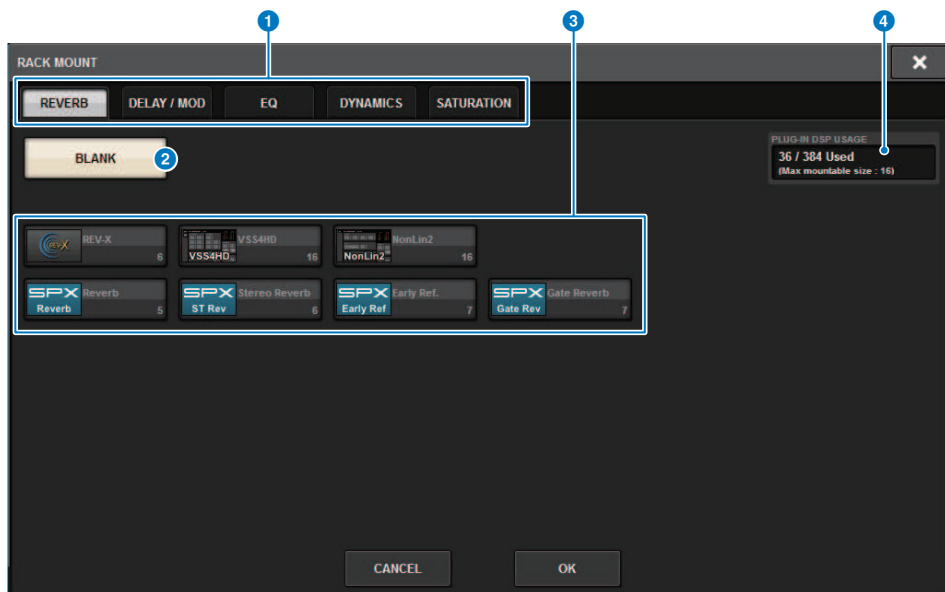 1 3 4
RACK MOUNT
REVERB DELAY / MOD EQ DYNAMICS SATURATION
BLANK 2
PLUG-IN DSP USAGE
36 / 384 Used
(Max mountable size : 16)
REV-X REV-X 6
VSS4HD VSS4HD 16
NonLin2 NonLin2 16
SPX Reverb Reverb 5
SPX ST Rev Stereo Reverb 6
SPX Early Ref Early Ref. 7
SPX Gate Rev Gate Reverb 7
CANCEL OK